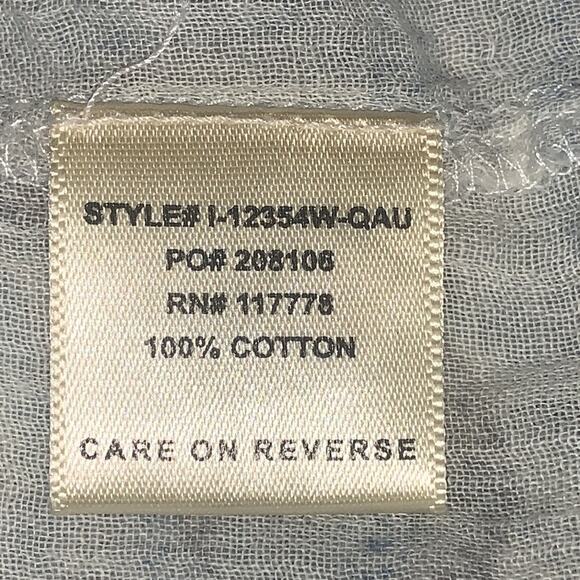 STYLE# I-12354W-QAU
PO# 208106
RN# 117778
100% COTTON
CARE ON REVERSE